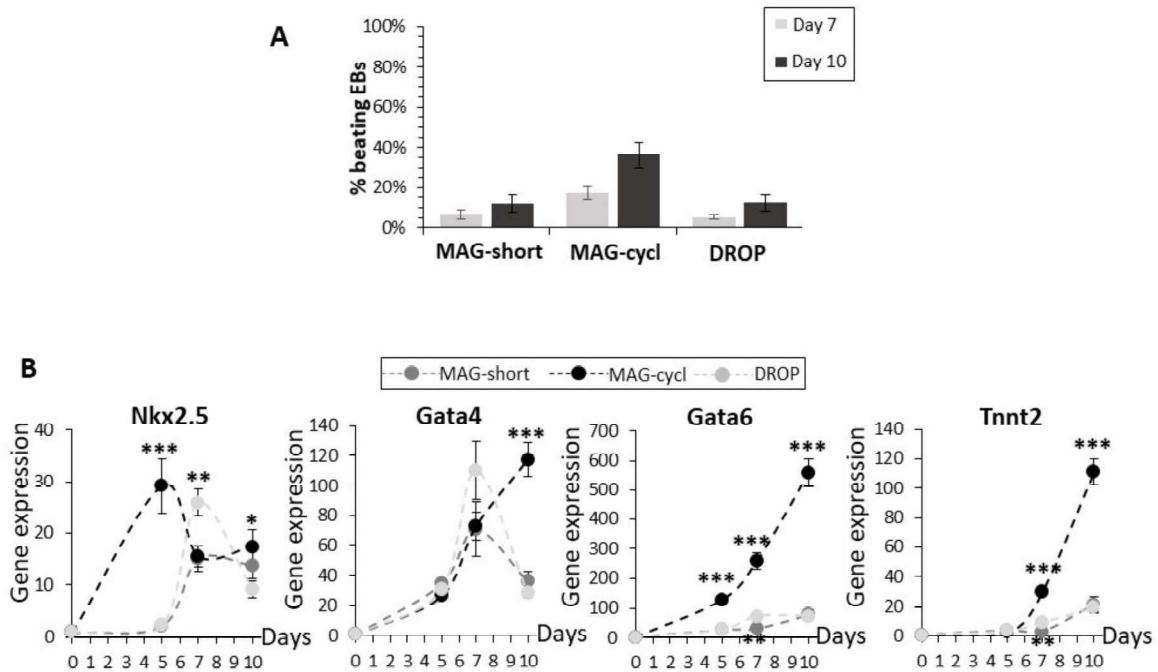 A
100%
80%
60%
40%
20%
0%
% beating EBs
Day 7
Day 10
MAG-short MAG-cycl DROP
B
MAG-short MAG-cycl DROP
Nkx2.5
Gene expression
40
30
20
10
0
***
**
*
0 1 2 3 4 5 6 7 8 9 10
Days
Gata4
Gene expression
140
120
100
80
60
40
20
0
***
0 1 2 3 4 5 6 7 8 9 10
Days
Gata6
Gene expression
700
600
500
400
300
200
100
0
***
***
***
**
0 1 2 3 4 5 6 7 8 9 10
Days
Tnnt2
Gene expression
140
120
100
80
60
40
20
0
***
***
**
0 1 2 3 4 5 6 7 8 9 10
Days